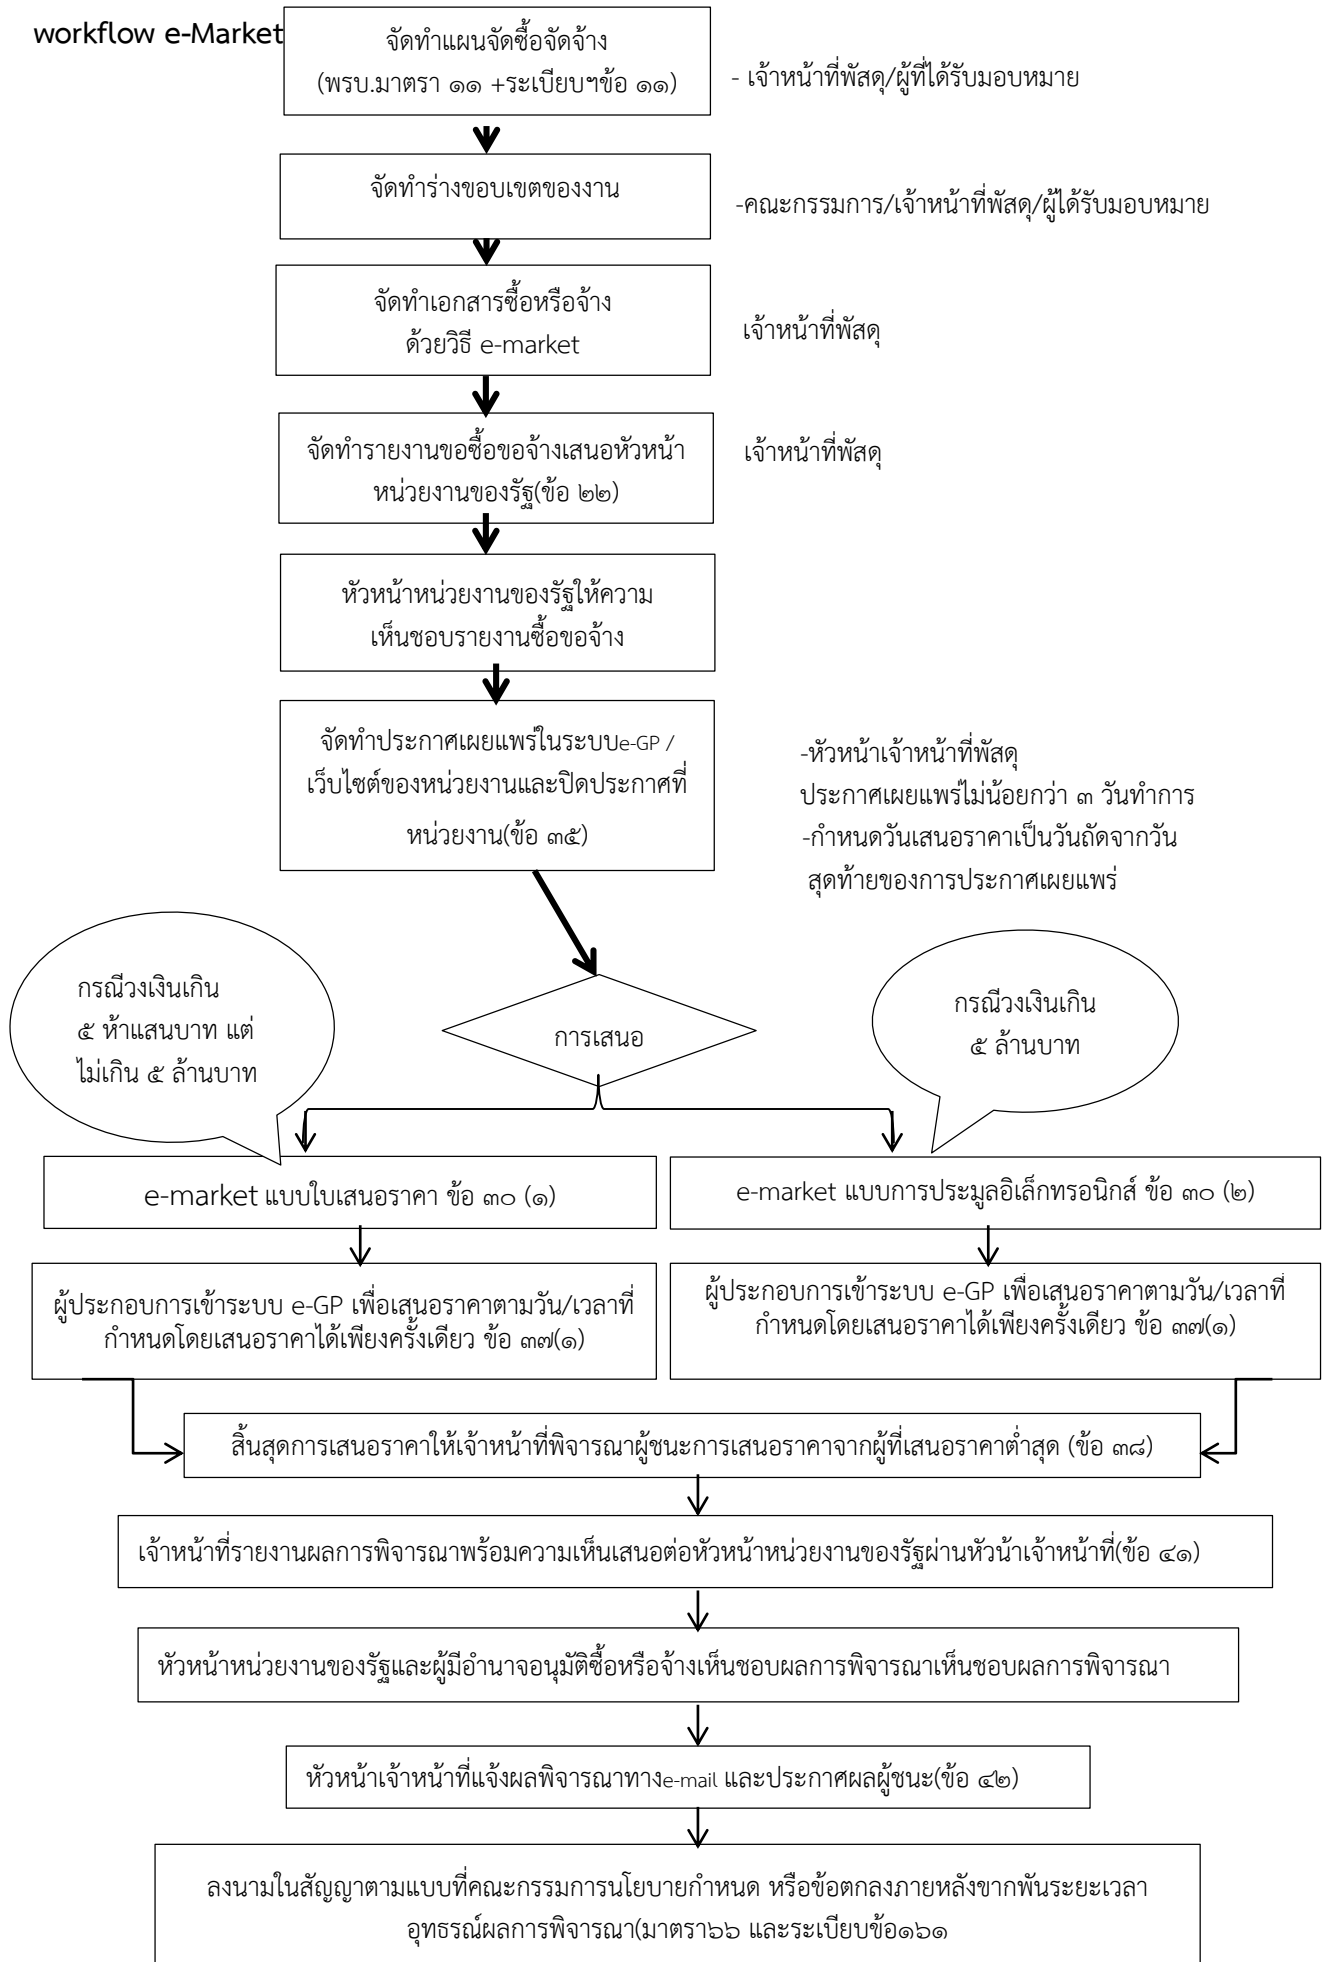 workflow e-Market
จัดทำแผนจัดซื้อจัดจ้าง
(พรบ.มาตรา ๑๑ +ระเบียบฯข้อ ๑๑)
- เจ้าหน้าที่พัสดุ/ผู้ที่ได้รับมอบหมาย
จัดทำร่างขอบเขตของงาน
-คณะกรรมการ/เจ้าหน้าที่พัสดุ/ผู้ได้รับมอบหมาย
จัดทำเอกสารซื้อหรือจ้าง
ด้วยวิธี e-market
เจ้าหน้าที่พัสดุ
จัดทำรายงานขอซื้อขอจ้างเสนอหัวหน้า
หน่วยงานของรัฐ(ข้อ ๒๒)
เจ้าหน้าที่พัสดุ
หัวหน้าหน่วยงานของรัฐให้ความ
เห็นชอบรายงานซื้อขอจ้าง
จัดทำประกาศเผยแพร่ในระบบe-GP /
เว็บไซต์ของหน่วยงานและปิดประกาศที่
หน่วยงาน(ข้อ ๓๕)
-หัวหน้าเจ้าหน้าที่พัสดุ
ประกาศเผยแพร่ไม่น้อยกว่า ๓ วันทำการ
-กำหนดวันเสนอราคาเป็นวันถัดจากวัน
สุดท้ายของการประกาศเผยแพร่
กรณีวงเงินเกิน
๕ ห้าแสนบาท แต่
ไม่เกิน ๕ ล้านบาท
การเสนอ
กรณีวงเงินเกิน
๕ ล้านบาท
e-market แบบใบเสนอราคา ข้อ ๓๐ (๑)
e-market แบบการประมูลอิเล็กทรอนิกส์ ข้อ ๓๐ (๒)
ผู้ประกอบการเข้าระบบ e-GP เพื่อเสนอราคาตามวัน/เวลาที่
กำหนดโดยเสนอราคาได้เพียงครั้งเดียว ข้อ ๓๗(๑)
ผู้ประกอบการเข้าระบบ e-GP เพื่อเสนอราคาตามวัน/เวลาที่
กำหนดโดยเสนอราคาได้เพียงครั้งเดียว ข้อ ๓๗(๑)
สิ้นสุดการเสนอราคาให้เจ้าหน้าที่พิจารณาผู้ชนะการเสนอราคาจากผู้ที่เสนอราคาต่ำสุด (ข้อ ๓๘)
เจ้าหน้าที่รายงานผลการพิจารณาพร้อมความเห็นเสนอต่อหัวหน้าหน่วยงานของรัฐผ่านหัวน้าเจ้าหน้าที่(ข้อ ๔๑)
หัวหน้าหน่วยงานของรัฐและผู้มีอำนาจอนุมัติซื้อหรือจ้างเห็นชอบผลการพิจารณาเห็นชอบผลการพิจารณา
หัวหน้าเจ้าหน้าที่แจ้งผลพิจารณาทางe-mail และประกาศผลผู้ชนะ(ข้อ ๔๒)
ลงนามในสัญญาตามแบบที่คณะกรรมการนโยบายกำหนด หรือข้อตกลงภายหลังขากพันระยะเวลา
อุทธรณ์ผลการพิจารณา(มาตรา๖๖ และระเบียบข้อ๑๖๑